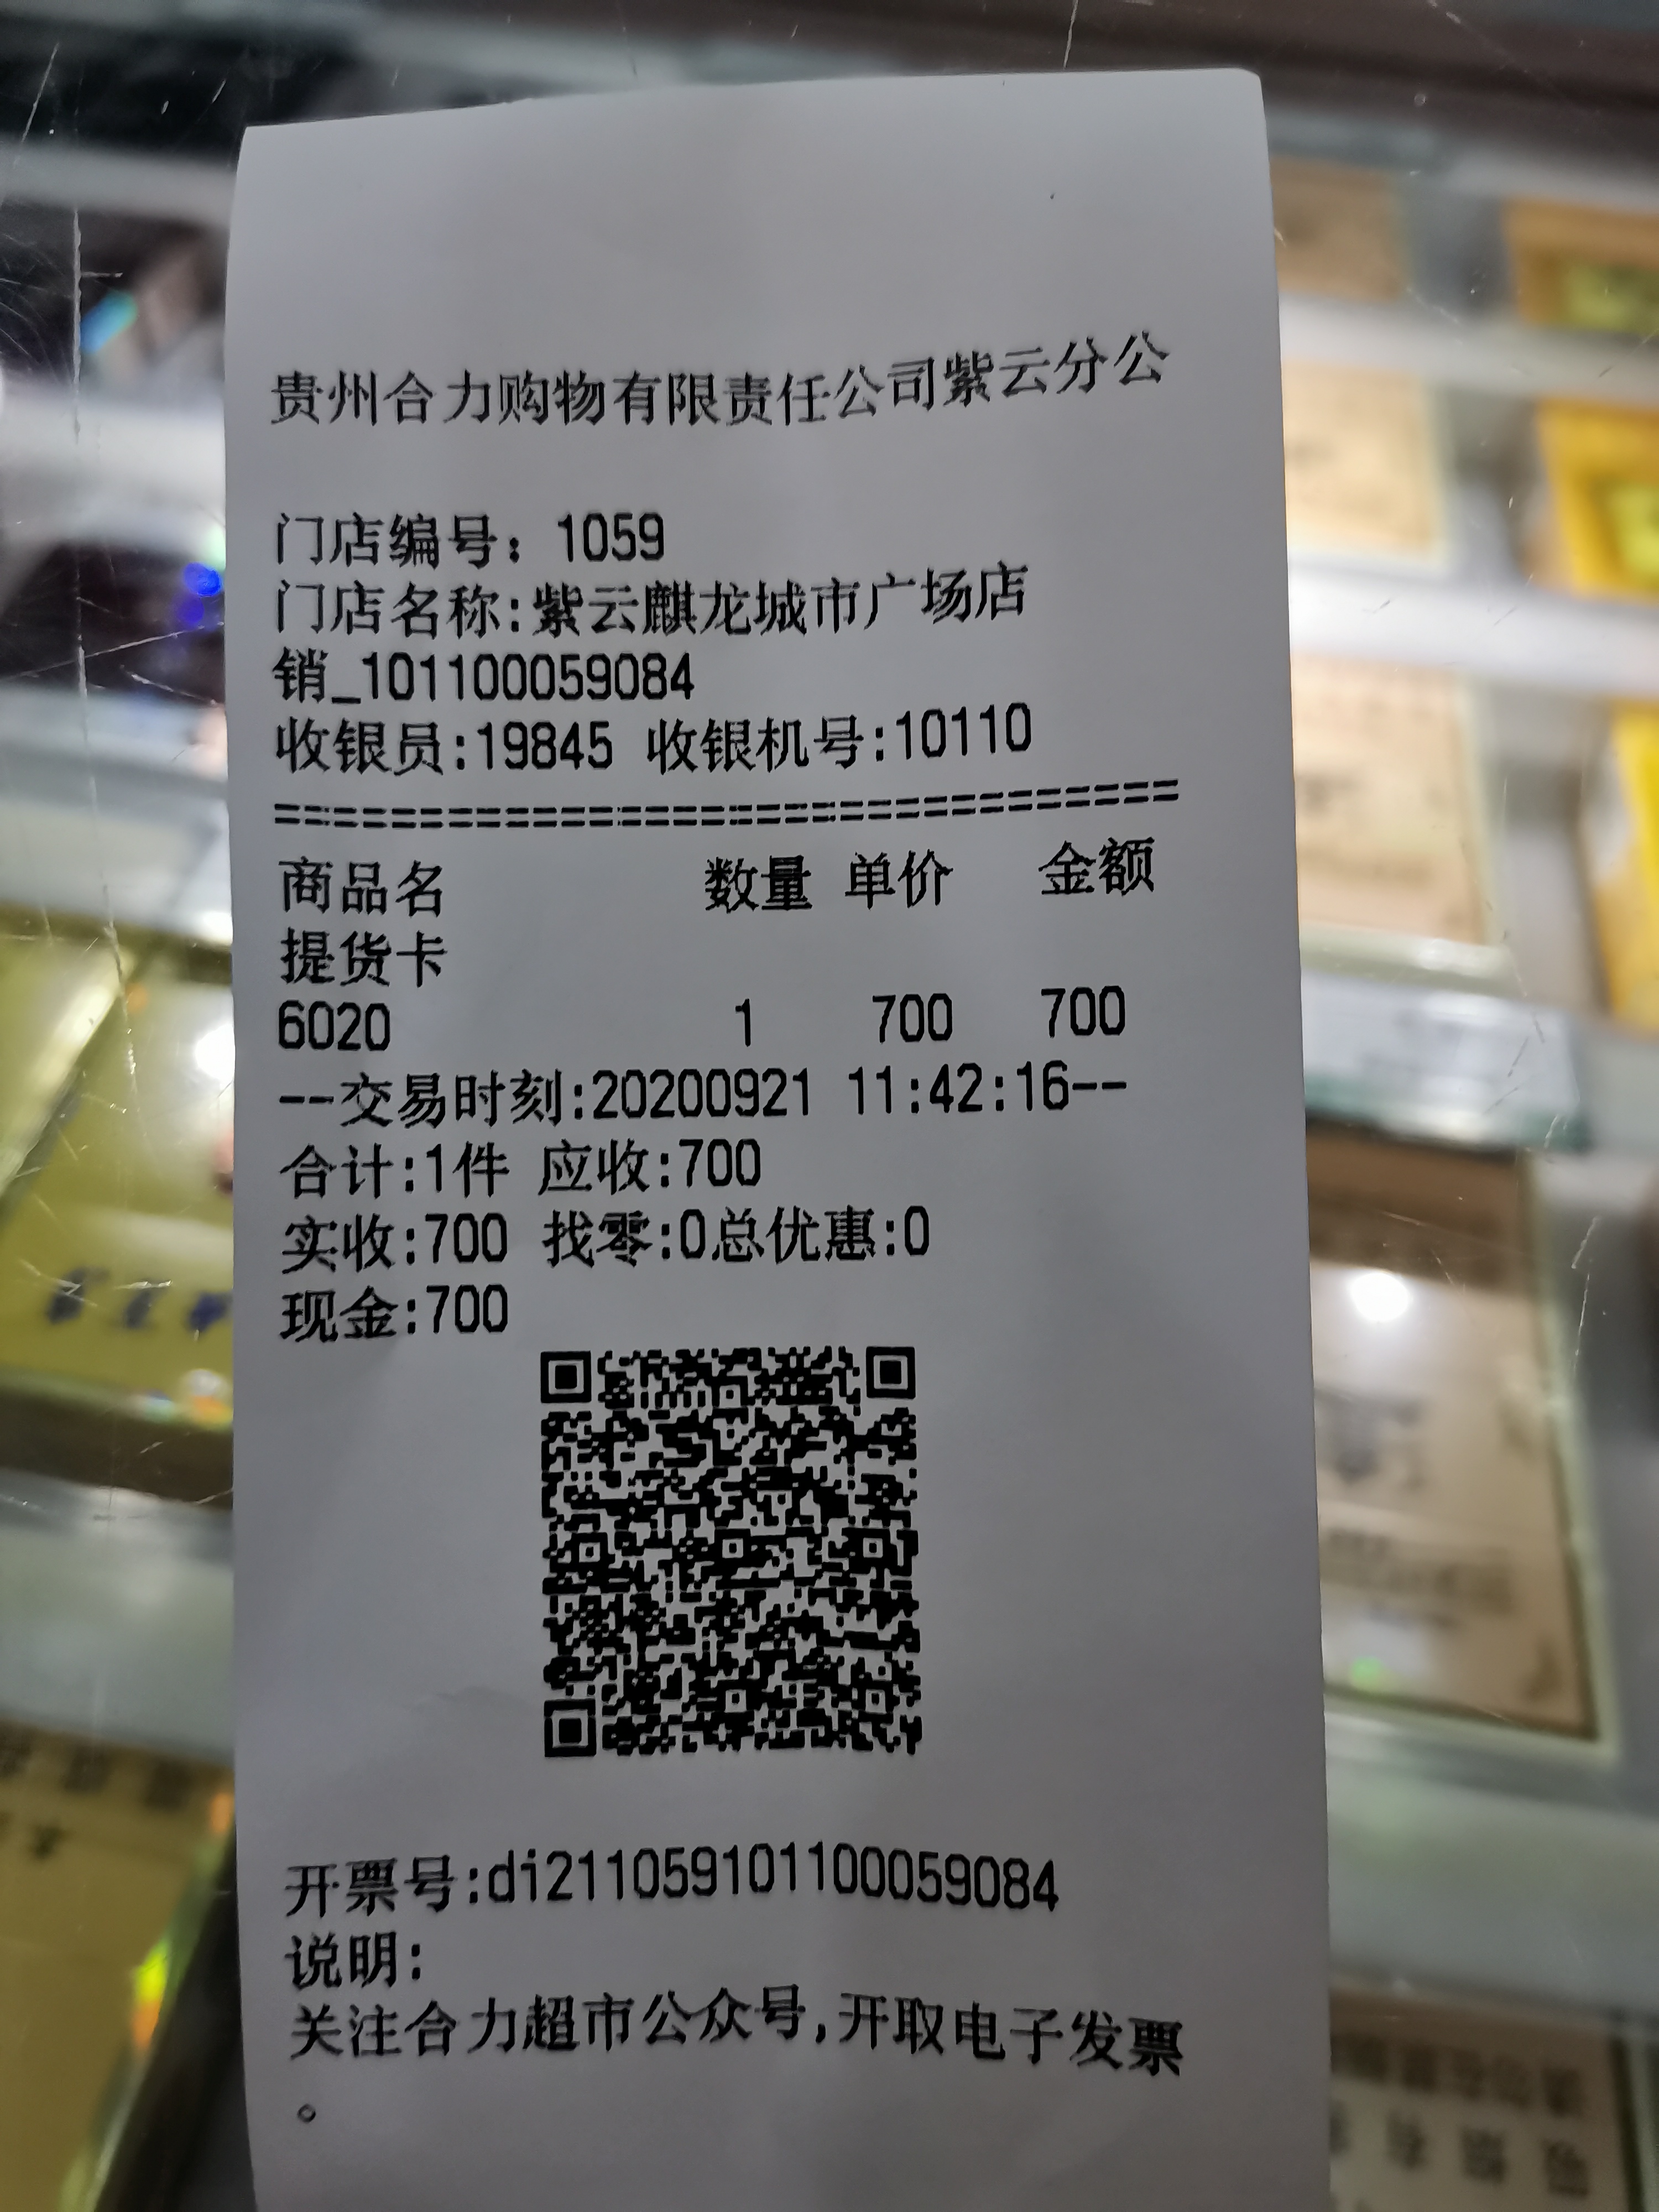 贵州合力购物有限责任公司紫云分公
门店编号：1059
门店名称:紫云麒龙城市广场店
销_101100059084
收银员:19845 收银机号:10110
================================
商品名 数量 单价 金额
提货卡
6020 1 700 700
--交易时刻:20200921 11:42:16--
合计:1件 应收:700
实收:700 找零:0总优惠:0
现金:700
开票号:di211059101100059084
说明:
关注合力超市公众号,开取电子发票
。